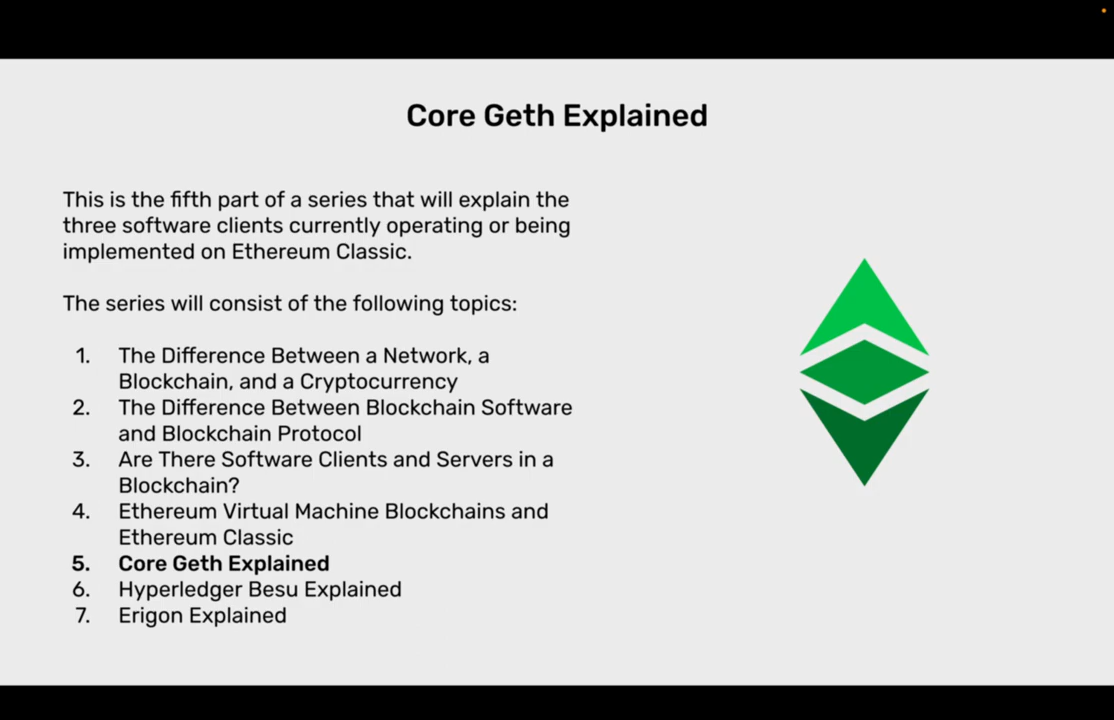 Core Geth Explained
This is the fifth part of a series that will explain the
three software clients currently operating or being
implemented on Ethereum Classic.
The series will consist of the following topics:
1. The Difference Between a Network, a
Blockchain, and a Cryptocurrency
2. The Difference Between Blockchain Software
and Blockchain Protocol
3. Are There Software Clients and Servers in a
Blockchain?
4. Ethereum Virtual Machine Blockchains and
Ethereum Classic
5. Core Geth Explained
6. Hyperledger Besu Explained
7. Erigon Explained